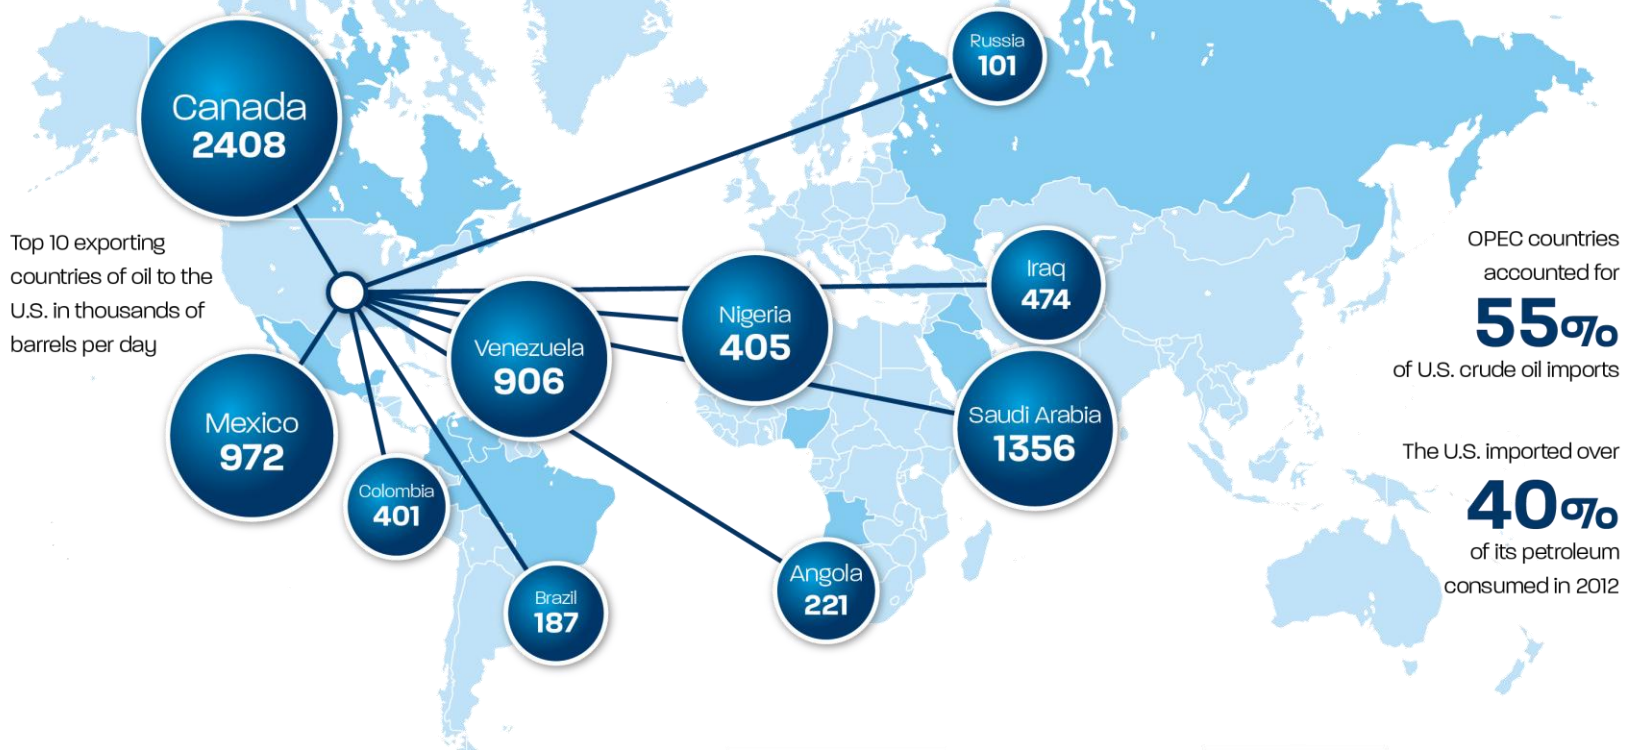 Russia
101
Canada
2408
Top 10 exporting
countries of oil to the
U.S. in thousands of
barrels per day
OPEC countries
accounted for
55%
of U.S. crude oil imports
Iraq
474
Nigeria
405
Venezuela
906
Saudi Arabia
1356
Mexico
972
The U.S. imported over
40%
of its petroleum
consumed in 2012
Colombia
401
Angola
221
Brazil
187